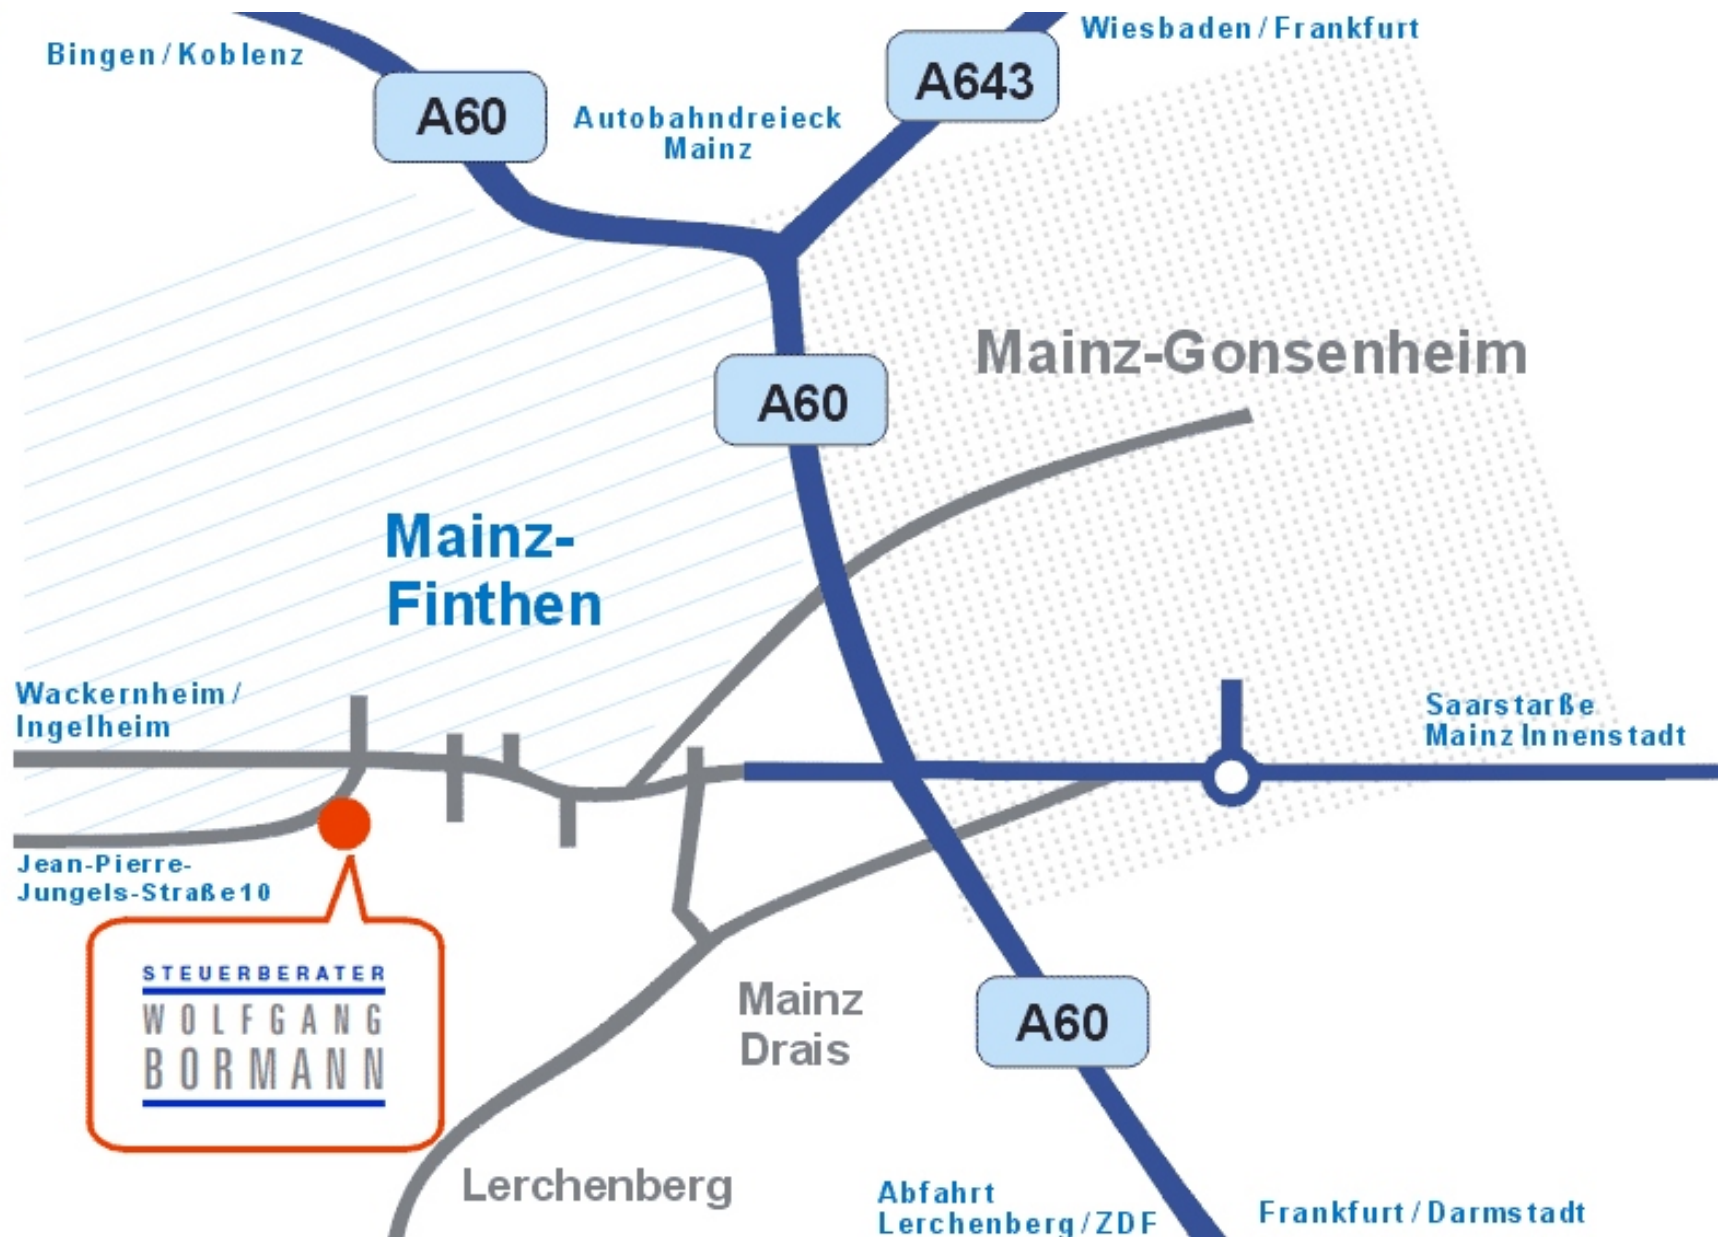 Wiesbaden/Frankfurt
Bingen/Koblenz
A643
A60
Autobahndreieck
Mainz
Mainz-Gonsenheim
A60
Mainz-
Finthen
Wackernheim/
Ingelheim
Saarstarße
Mainz Innenstadt
Jean-Pierre-
Jungels-Straße10
STEUERBERATER
WOLFGANG
BORMANN
Mainz
Drais
A60
Lerchenberg
Abfahrt
Lerchenberg/ZDF
Frankfurt/Darmstadt